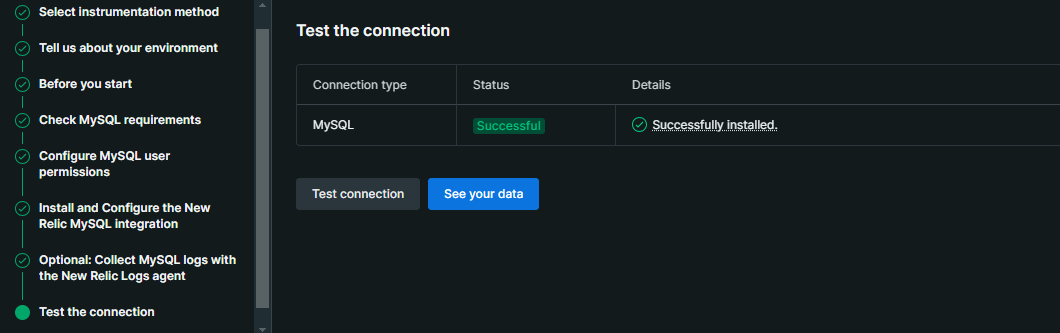 Select instrumentation method
Tell us about your environment
Before you start
Check MySQL requirements
Configure MySQL user
permissions
Install and Configure the New
Relic MySQL integration
Optional: Collect MySQL logs with
the New Relic Logs agent
Test the connection
Test the connection
Connection type Status Details
MySQL Successful Successfully installed.
Test connection See your data